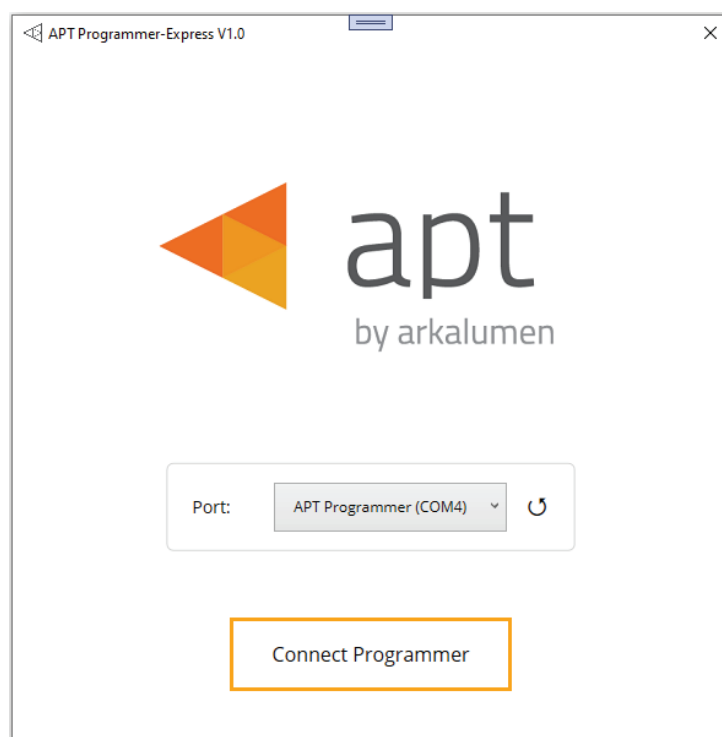 APT Programmer-Express V1.0
apt
by arkalumen
Port:
APT Programmer (COM4)
Connect Programmer